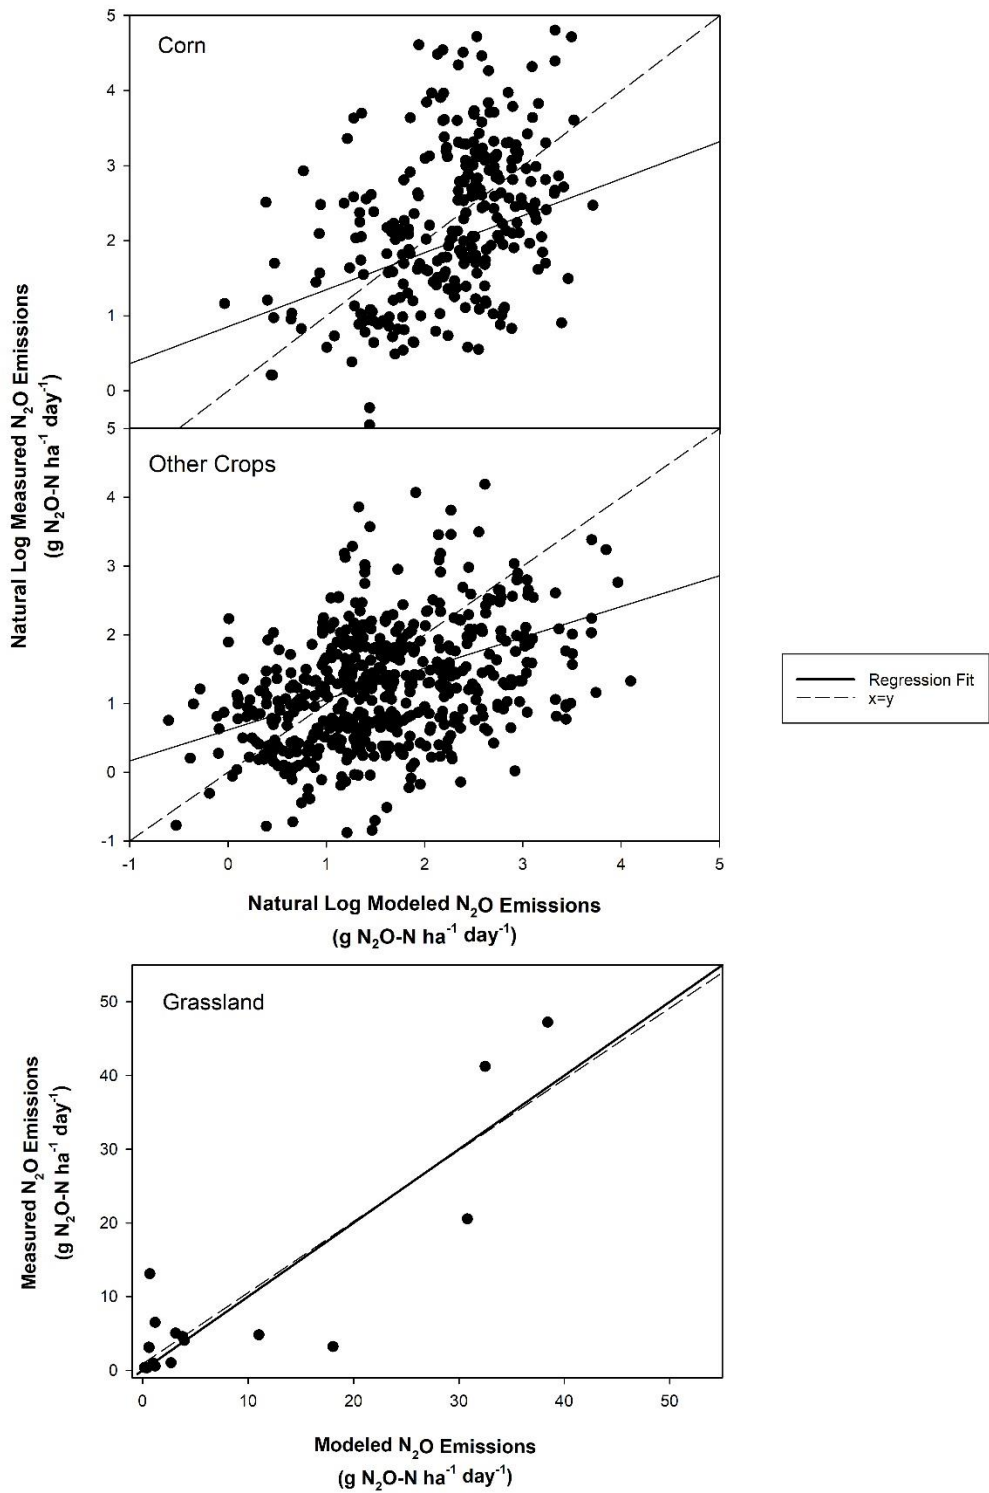 Corn
5
4
3
2
1
0
Natural Log Measured N₂O Emissions
(g N₂O-N ha⁻¹ day⁻¹)
Other Crops
5
4
3
2
1
0
-1
-1 0 1 2 3 4 5
Natural Log Modeled N₂O Emissions
(g N₂O-N ha⁻¹ day⁻¹)
Regression Fit
x=y
Grassland
50
40
30
20
10
0
Measured N₂O Emissions
(g N₂O-N ha⁻¹ day⁻¹)
0 10 20 30 40 50
Modeled N₂O Emissions
(g N₂O-N ha⁻¹ day⁻¹)